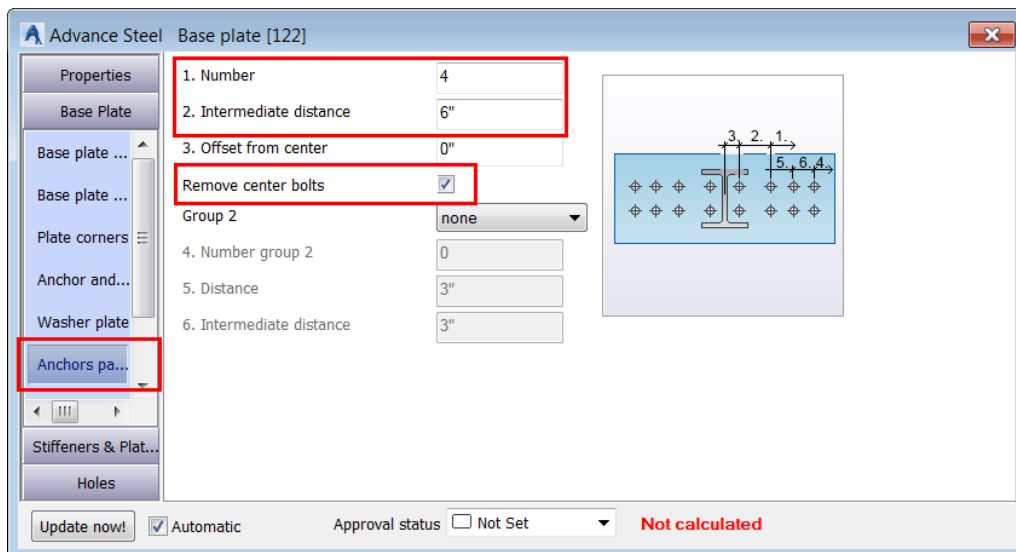 Advance Steel Base plate [122]
Properties
Base Plate
Base plate ...
Base plate ...
Plate corners
Anchor and...
Washer plate
Anchors pa...
Stiffeners & Plat...
Holes
1. Number 4
2. Intermediate distance 6"
3. Offset from center 0"
Remove center bolts
Group 2 none
4. Number group 2 0
5. Distance 3"
6. Intermediate distance 3"
3. 2. 1.
5. 6. 4.
Update now! Automatic Approval status Not Set Not calculated